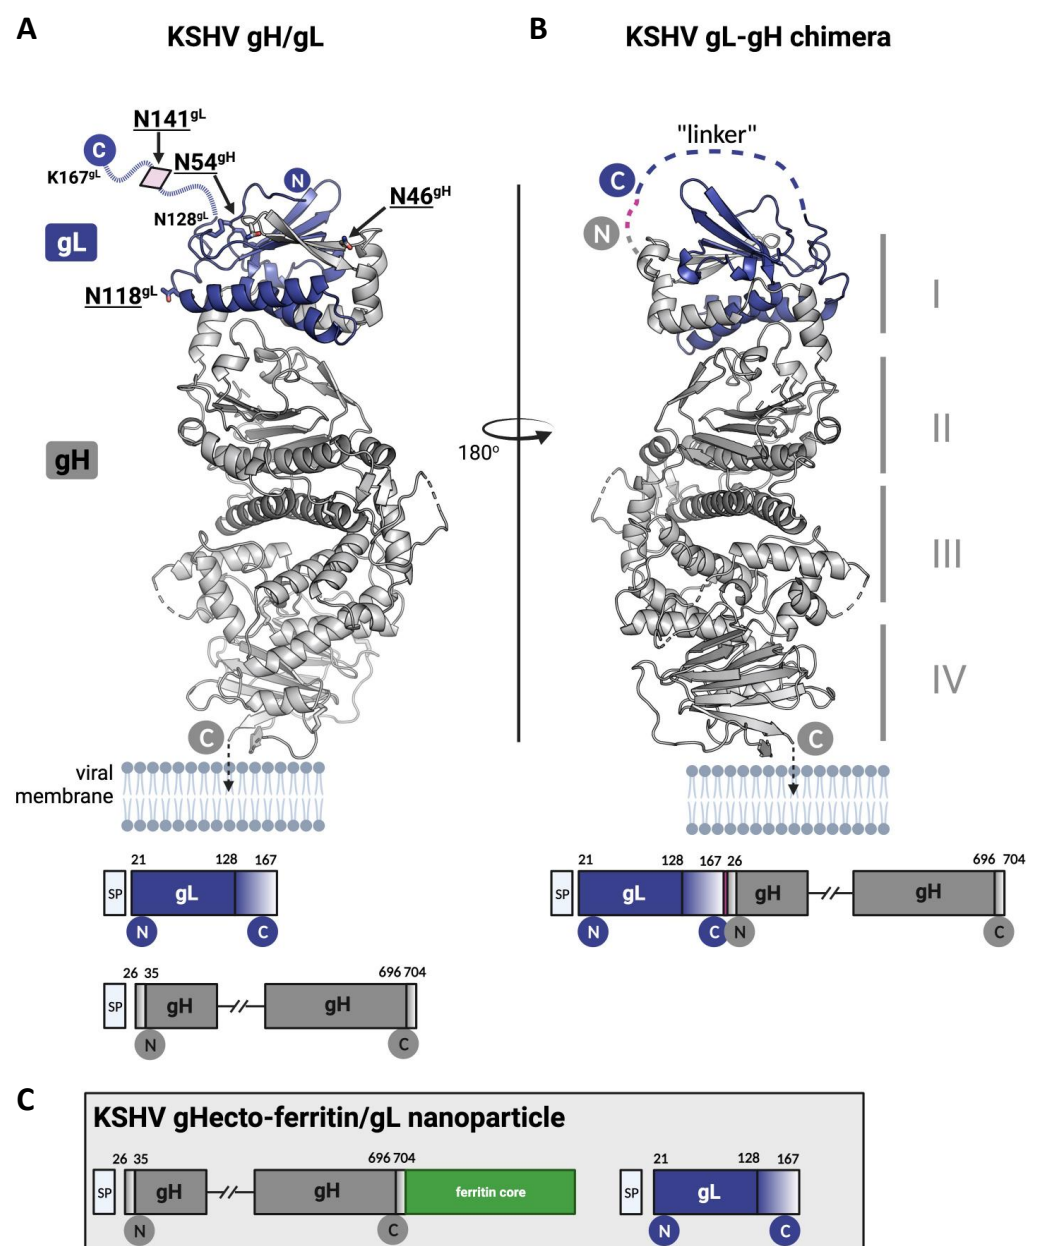 A
KSHV gH/gL
B
KSHV gL-gH chimera
N141gL
C
K167gL
N54gH
N
N46gH
N128gL
gL
N118gL
"linker"
C
N
I
II
180o
gH
III
IV
C
C
viral
membrane
21 128 167
SP gL
N C
26 35 696 704
SP gH gH
N C
21 128 167 26 696 704
SP gL gH gH
N C N C
C
KSHV gHecto-ferritin/gL nanoparticle
26 35 696 704 21 128 167
SP gH gH ferritin core SP gL
N C N C